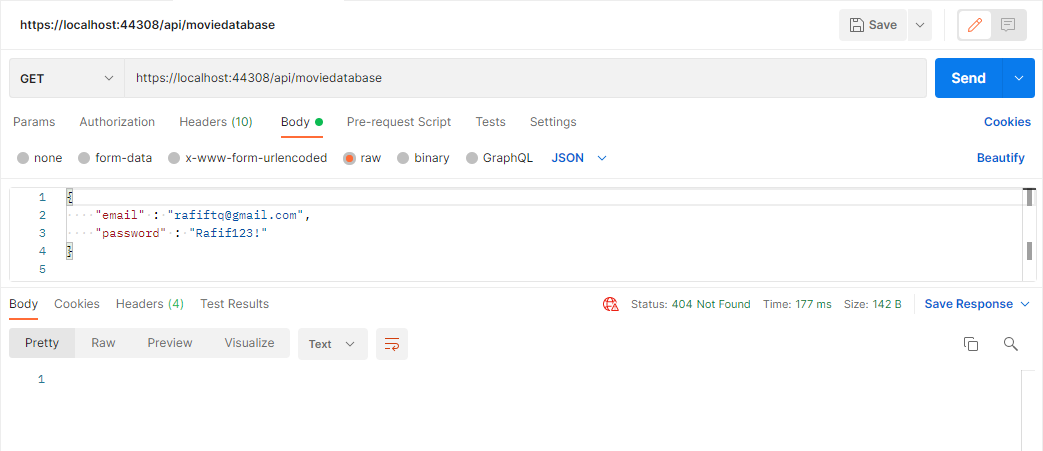 https://localhost:44308/api/moviedatabase Save
GET https://localhost:44308/api/moviedatabase Send
Params Authorization Headers (10) Body Pre-request Script Tests Settings Cookies
none form-data x-www-form-urlencoded raw binary GraphQL JSON Beautify
1 {
2 ····"email"·:·"rafiftq@gmail.com",
3 ····"password"·:·"Rafif123!"
4 }
5
Body Cookies Headers (4) Test Results Status: 404 Not Found Time: 177 ms Size: 142 B Save Response
Pretty Raw Preview Visualize Text
1